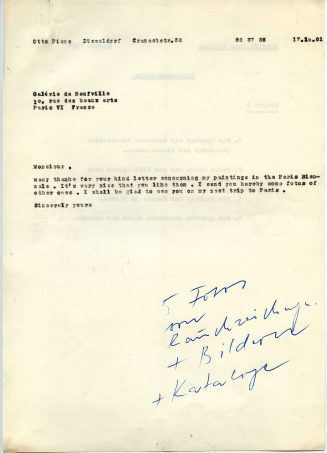 Otto Piene Düsseldorf Cranachstr.52 68 37 36 17.10.61
Galérie de Neufville
10, rue des beaux arts
Paris VI France
Monsieur ,
many thanks for your kind letter concerning my paintings in the Paris Bien-
nale . It's very nice that you like them . I send you hereby some fotos of
other ones . I shall be glad to see you on my next trip to Paris .
Sincerely yours
5 Fotos
von
Rauchzeichnungen
+ Bildern
+ Kataloge